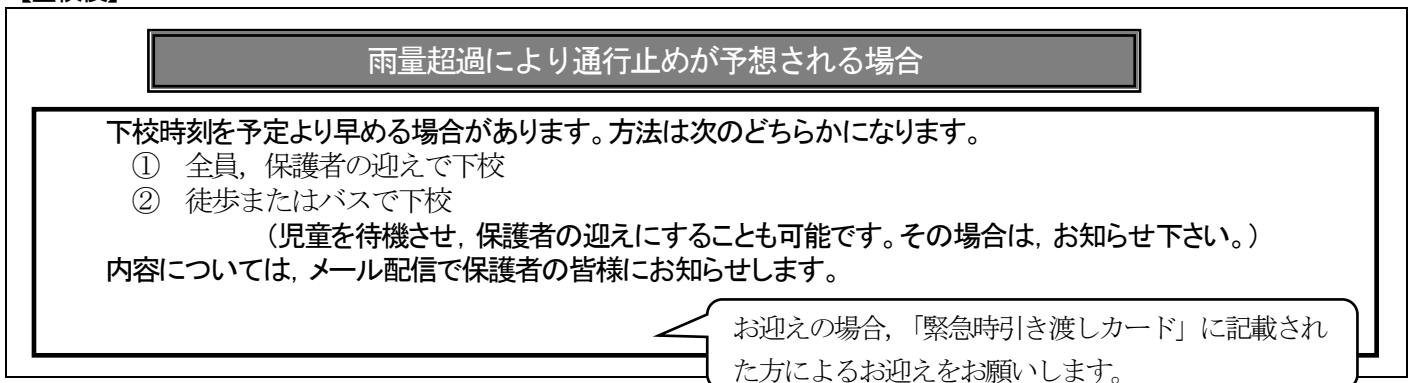 雨量超過により通行止めが予想される場合
下校時刻を予定より早める場合があります。方法は次のどちらかになります。
① 全員，保護者の迎えで下校
② 徒歩またはバスで下校
（児童を待機させ，保護者の迎えにすることも可能です。その場合は，お知らせ下さい。）
内容については，メール配信で保護者の皆様にお知らせします。
お迎えの場合，「緊急時引き渡しカード」に記載され
た方によるお迎えをお願いします。